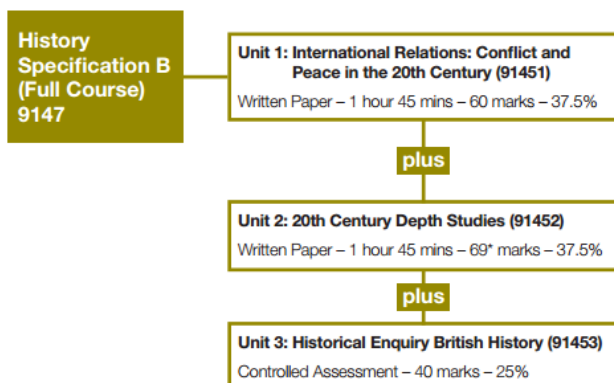 History
Specification B
(Full Course)
9147
Unit 1: International Relations: Conflict and
Peace in the 20th Century (91451)
Written Paper – 1 hour 45 mins – 60 marks – 37.5%
plus
Unit 2: 20th Century Depth Studies (91452)
Written Paper – 1 hour 45 mins – 69* marks – 37.5%
plus
Unit 3: Historical Enquiry British History (91453)
Controlled Assessment – 40 marks – 25%